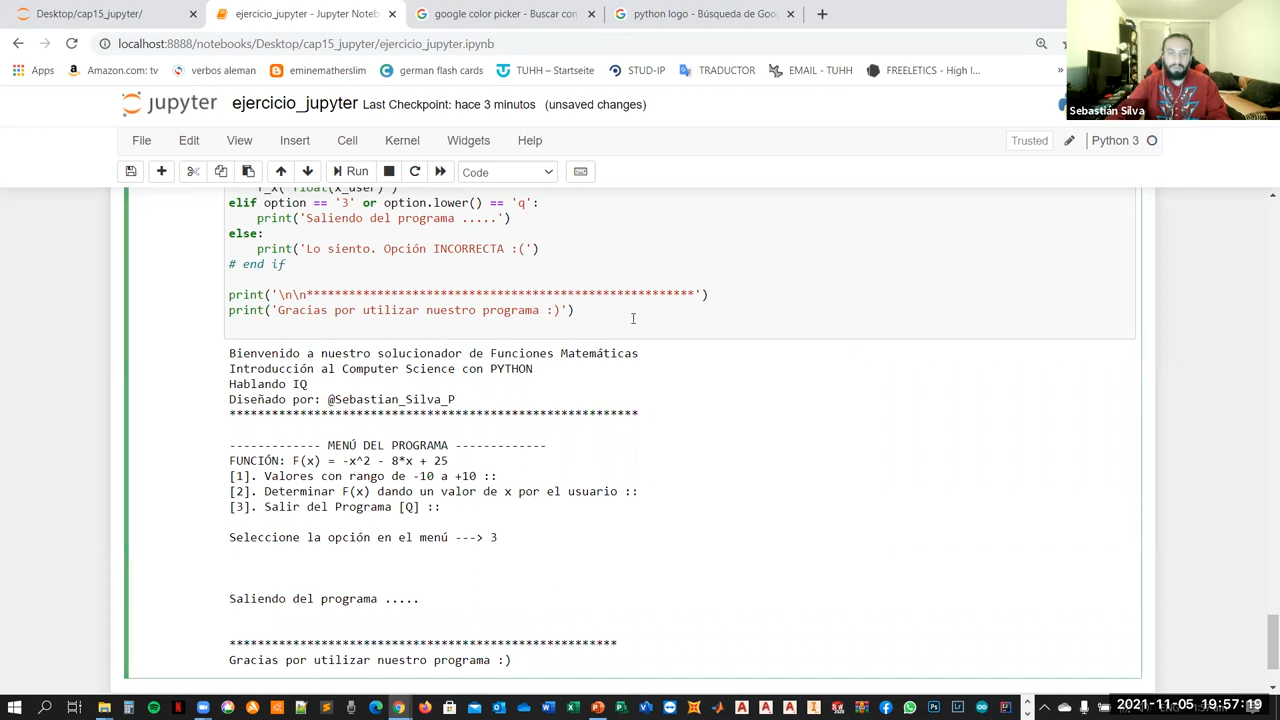 Desktop/cap15_jupyter/
ejercicio_jupyter - Jupyter Noteb
google color picker - Buscar con
python logo - Búsqueda de Goo
localhost:8888/notebooks/Desktop/cap15_jupyter/ejercicio_jupyter.ipynb
Apps
Amazon.com: tv
verbos aleman
eminematherslim
german flash cards
TUHH – Startseite
STUD-IP
TRADUCTOR
EMAIL - TUHH
FREELETICS - High I...
»
Sebastián Silva
jupyter
ejercicio_jupyter Last Checkpoint: hace 3 minutos (unsaved changes)
File Edit View Insert Cell Kernel Widgets Help
Trusted
Python 3
Run
Code
f_x( float(x_user) )
elif option == '3' or option.lower() == 'q':
print('Saliendo del programa .....')
else:
print('Lo siento. Opción INCORRECTA :(')
# end if
print('\n\n*******************************************************')
print('Gracias por utilizar nuestro programa :)')
Bienvenido a nuestro solucionador de Funciones Matemáticas
Introducción al Computer Science con PYTHON
Hablando IQ
Diseñado por: @Sebastian_Silva_P
**********************************************************
------------- MENÚ DEL PROGRAMA -------------
FUNCIÓN: F(x) = -x^2 - 8*x + 25
[1]. Valores con rango de -10 a +10 ::
[2]. Determinar F(x) dando un valor de x por el usuario ::
[3]. Salir del Programa [Q] ::
Seleccione la opción en el menú ---> 3
Saliendo del programa .....
*******************************************************
Gracias por utilizar nuestro programa :)
2021-11-05 19:57:19